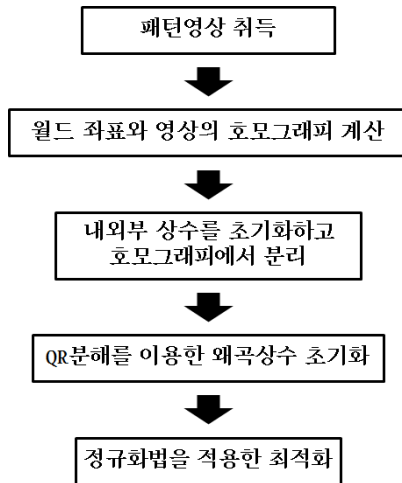 패턴영상 취득
월드 좌표와 영상의 호모그래피 계산
내외부 상수를 초기화하고
호모그래피에서 분리
QR분해를 이용한 왜곡상수 초기화
정규화법을 적용한 최적화